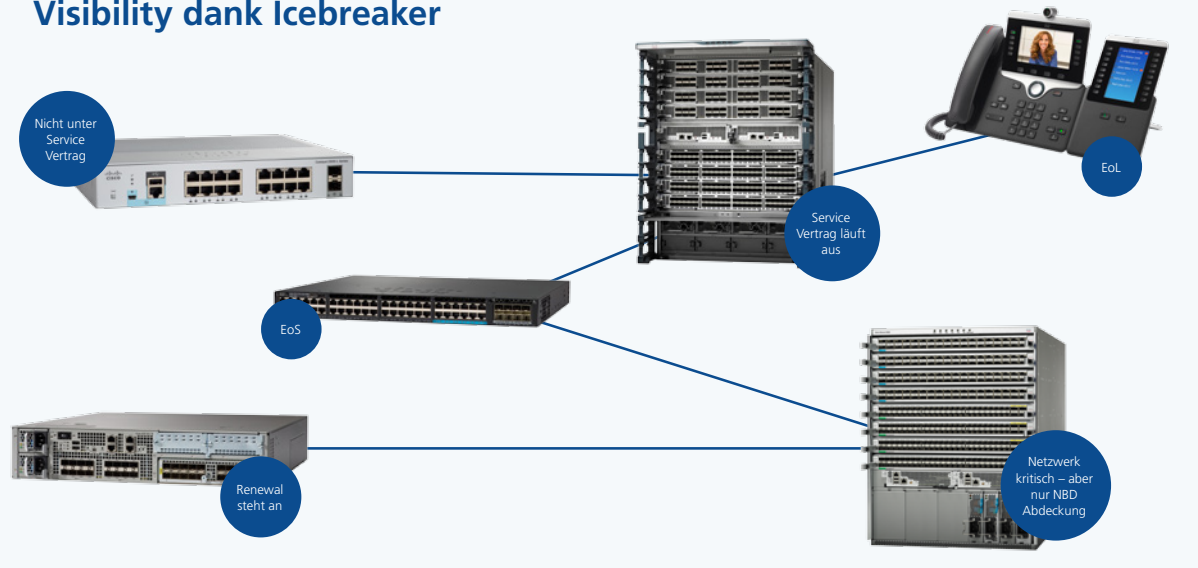 Visibility dank Icebreaker
Nicht unter
Service
Vertrag
EoL
Service
Vertrag läuft
aus
EoS
Renewal
steht an
Netzwerk
kritisch – aber
nur NBD
Abdeckung